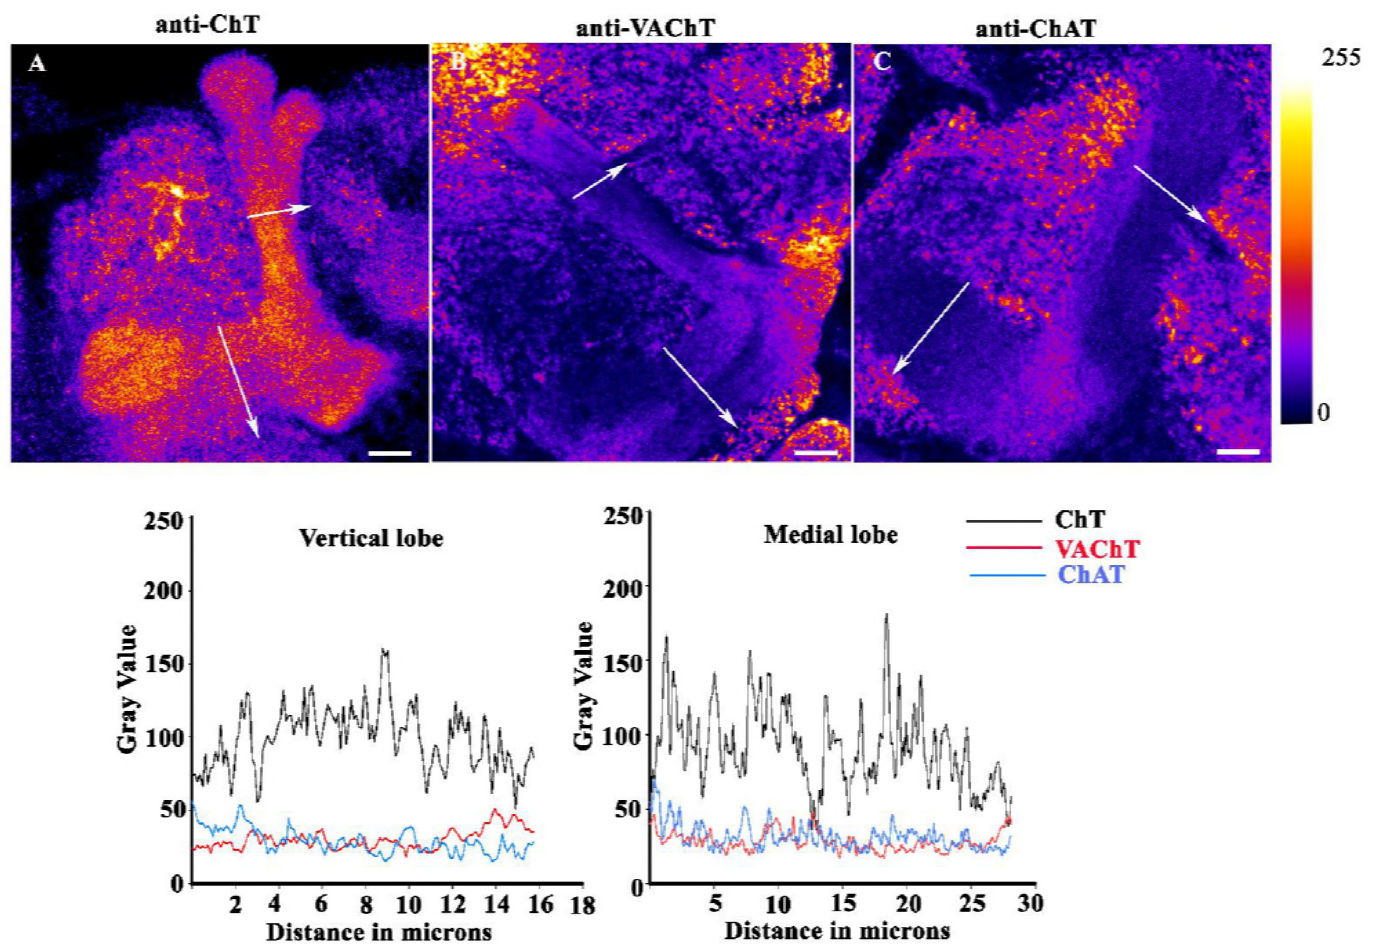 anti-ChT
anti-VAChT
anti-ChAT
A
B
C
255
0
Vertical lobe
Gray Value
250
200
150
100
50
0
2 4 6 8 10 12 14 16 18
Distance in microns
Medial lobe
Gray Value
250
200
150
100
50
0
5 10 15 20 25 30
Distance in microns
ChT
VAChT
ChAT